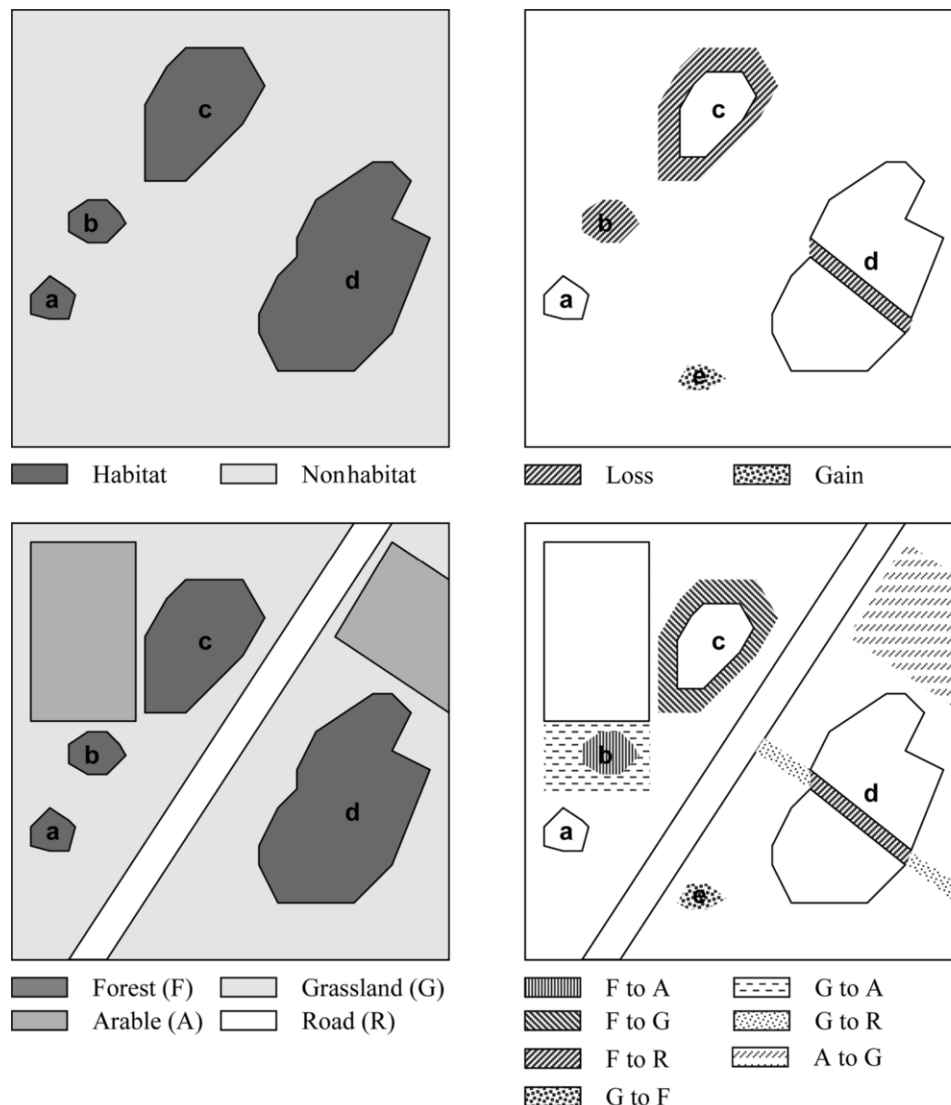 c
b
a
d
Habitat
Nonhabitat
c
b
a
d
e
Loss
Gain
c
b
a
d
Forest (F)
Grassland (G)
Arable (A)
Road (R)
c
b
a
d
e
F to A
G to A
F to G
G to R
F to R
A to G
G to F